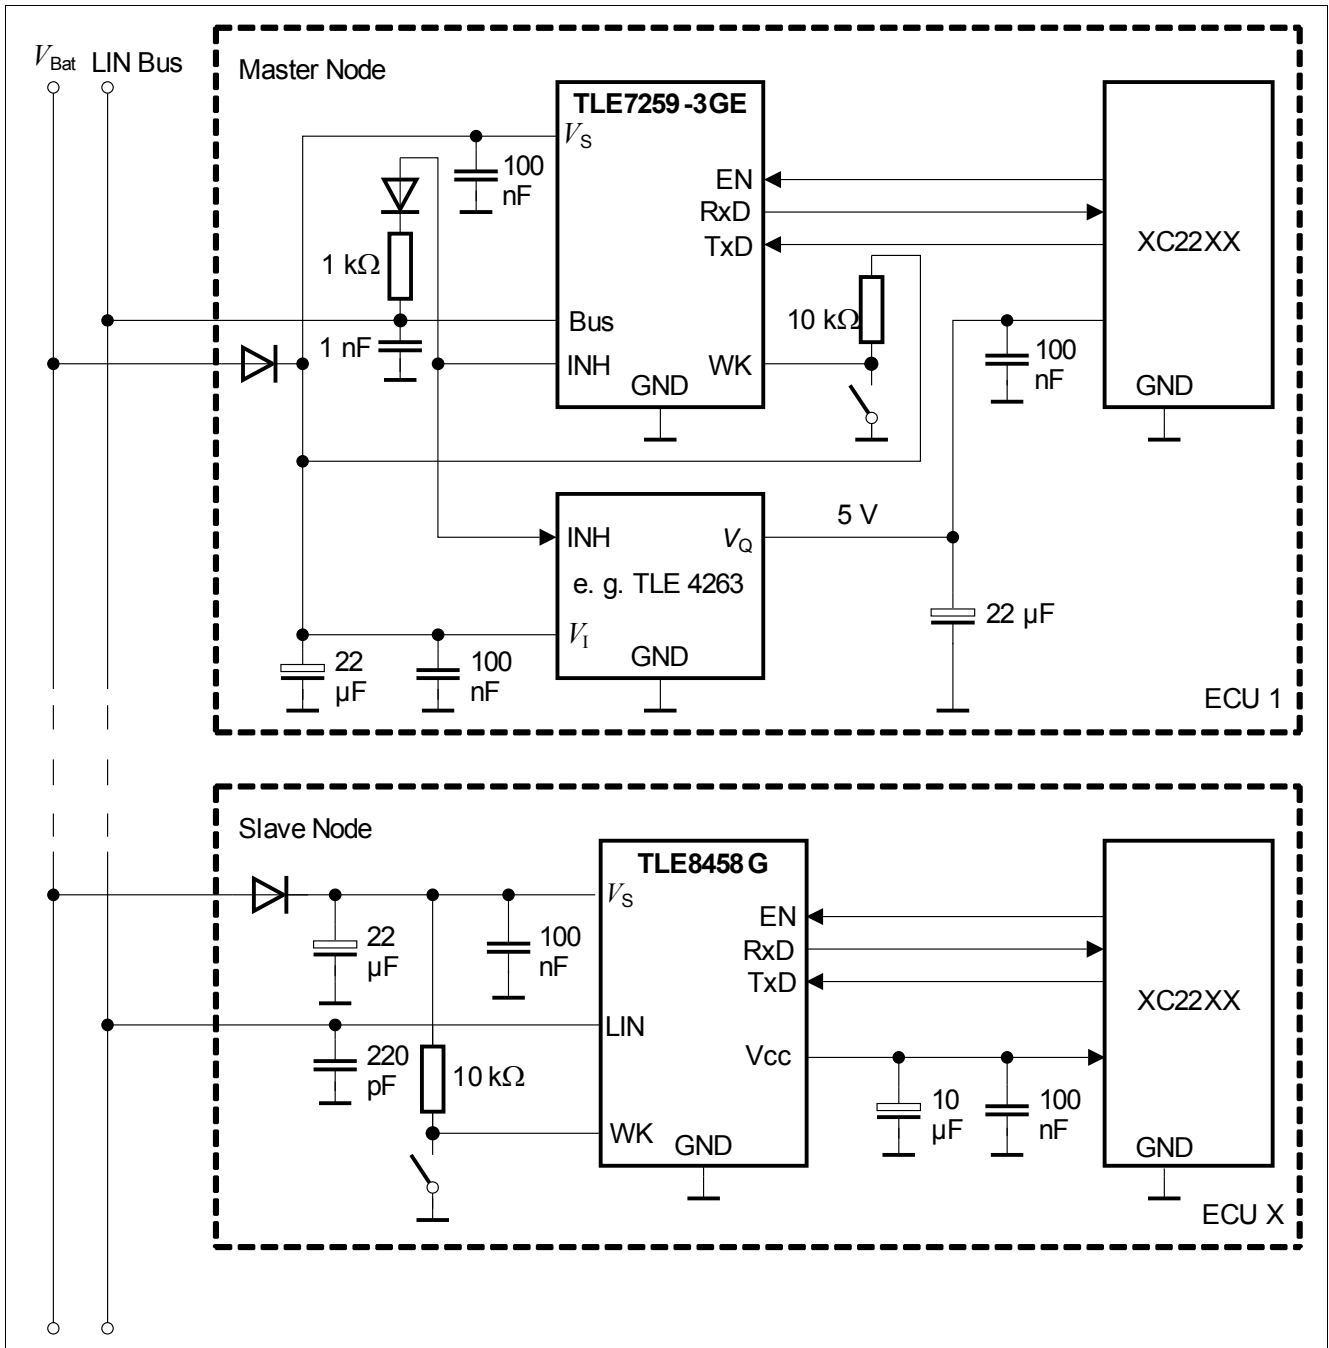 VBat LIN Bus
Master Node
TLE7259-3GE
VS
100
nF
EN
RxD
TxD
XC22XX
1 kΩ
10 kΩ
Bus
1 nF
INH
WK
GND
100
nF
GND
5 V
INH
VQ
e. g. TLE 4263
22 µF
VI
GND
22
µF
100
nF
ECU 1
Slave Node
TLE8458 G
VS
EN
RxD
TxD
22
µF
100
nF
XC22XX
LIN
220
pF
10 kΩ
Vcc
10
µF
100
nF
WK
GND
GND
ECU X